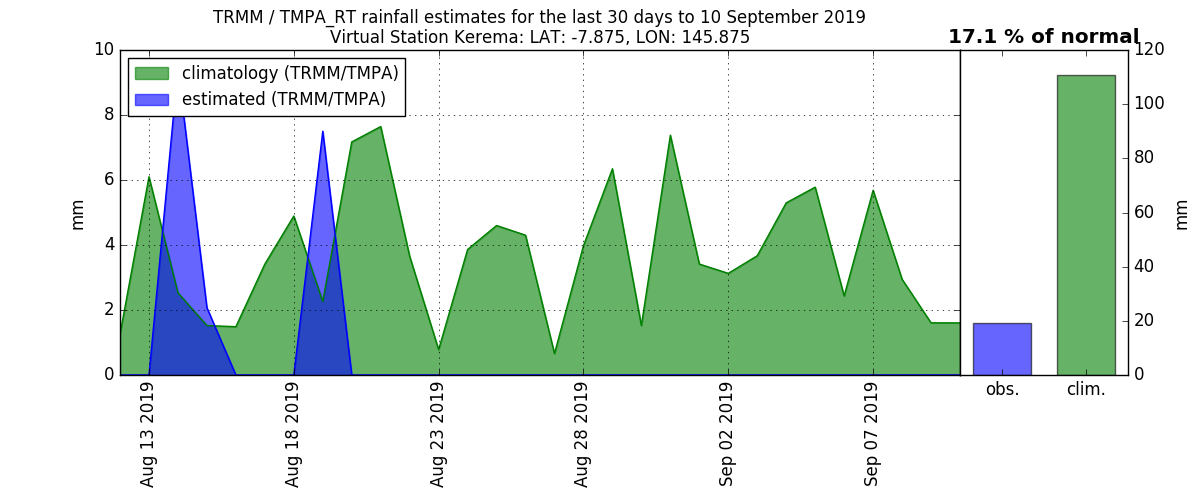 TRMM / TMPA_RT rainfall estimates for the last 30 days to 10 September 2019
Virtual Station Kerema: LAT: -7.875, LON: 145.875
17.1 % of normal
climatology (TRMM/TMPA)
estimated (TRMM/TMPA)
10
8
6
4
2
0
mm
120
100
80
60
40
20
0
mm
Aug 13 2019
Aug 18 2019
Aug 23 2019
Aug 28 2019
Sep 02 2019
Sep 07 2019
obs.
clim.